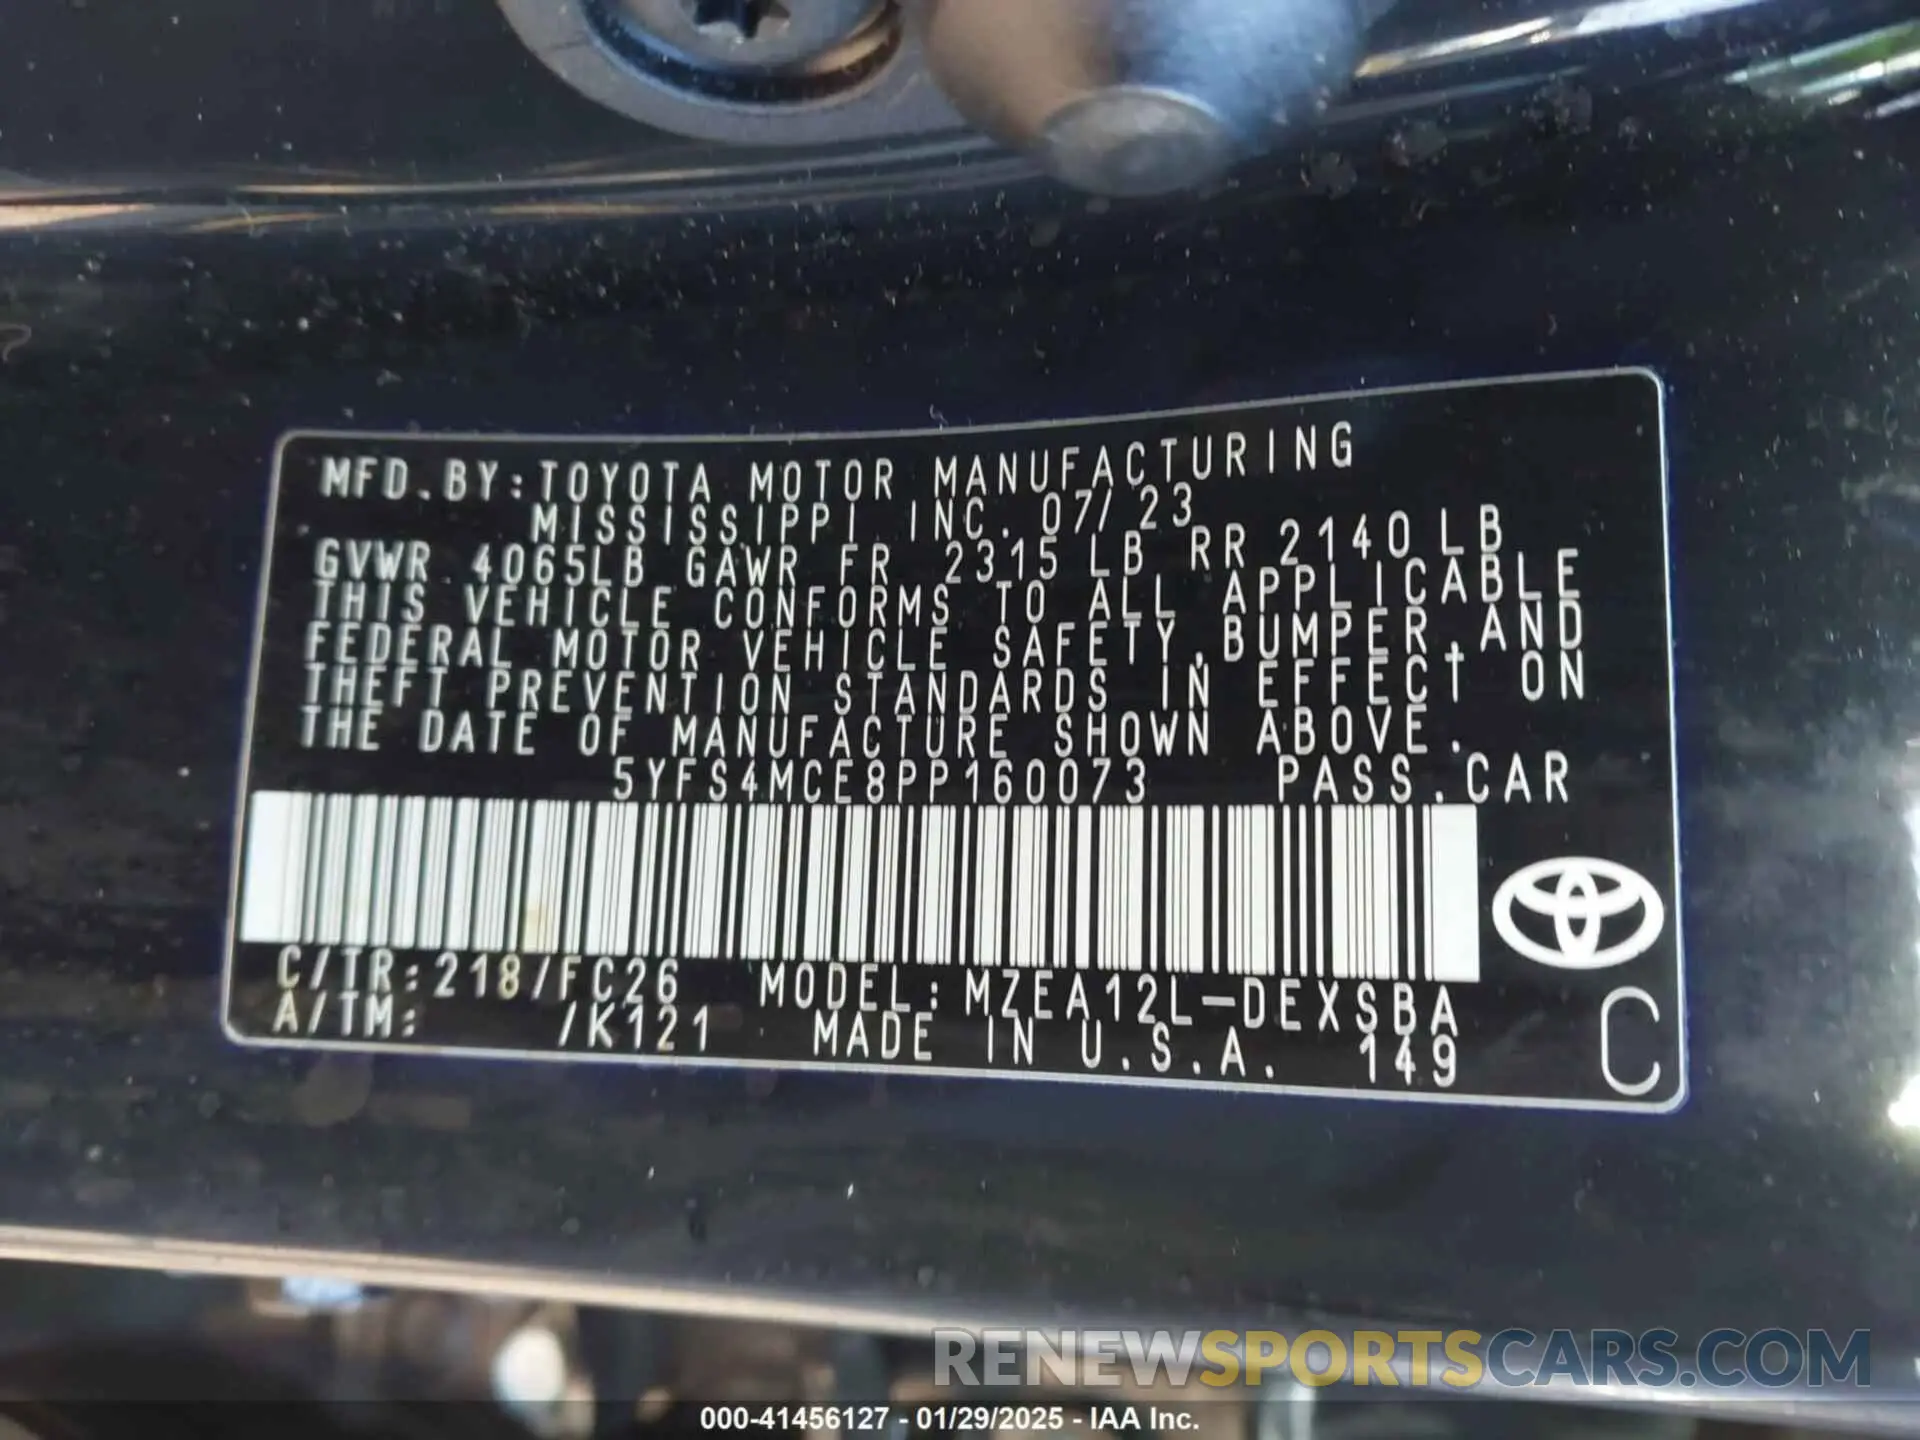 MFD.BY:TOYOTA MOTOR MANUFACTURING
MISSISSIPPI INC. 07/23
GVWR 4065LB GAWR FR 2315 LB RR 2140 LB
THIS VEHICLE CONFORMS TO ALL APPLICABLE
FEDERAL MOTOR VEHICLE SAFETY,BUMPER,AND
THEFT PREVENTION STANDARDS IN EFFECT ON
THE DATE OF MANUFACTURE SHOWN ABOVE.
5YFS4MCE8PP160073 PASS.CAR
C/TR:218/FC26 MODEL:MZEA12L-DEXSBA
A/TM: /K121 MADE IN U.S.A. 149
C
RENEWSPORTSCARS.COM
000-41456127 - 01/29/2025 - IAA Inc.